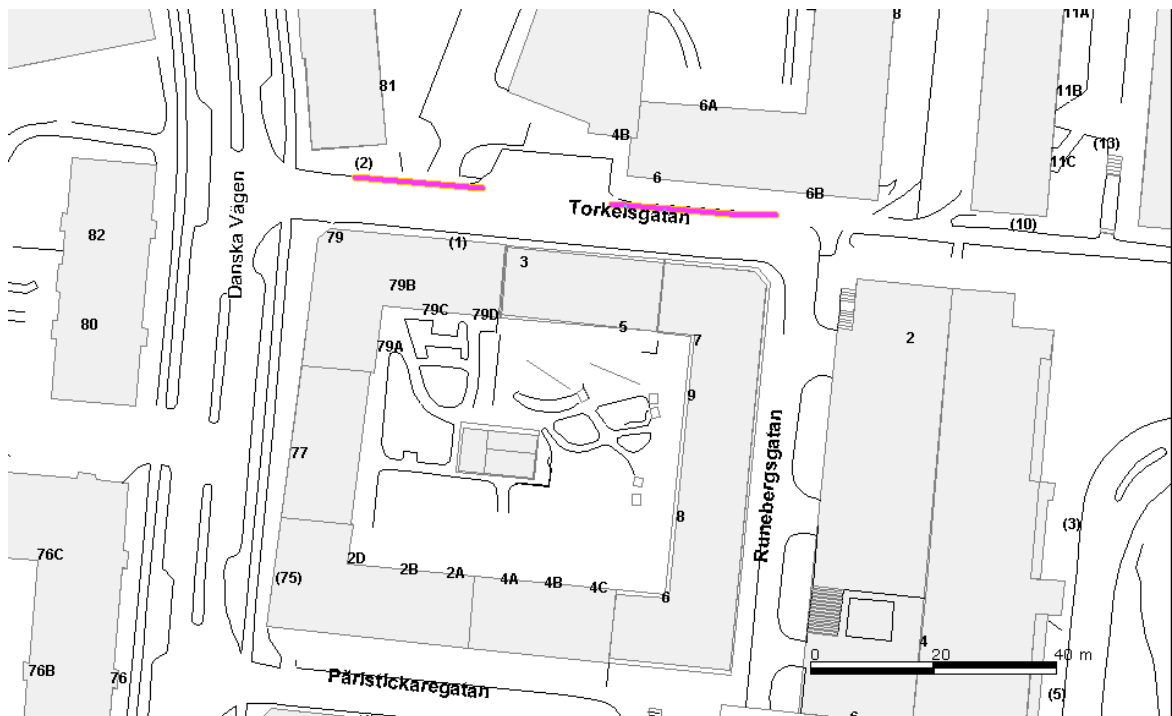 8
11A
81
11B
6A
4B
(13)
(2)
11C
6
6B
Torkelsgatan
(10)
82
79
(1)
Danska Vägen
3
79B
79C
79D
80
5
2
79A
7
9
77
Runebergsgatan
8
(3)
76C
2D
(75)
2B
2A
4A
4B
4C
6
4
0 20 40 m
76B
76
Päristickaregatan
(5)
6